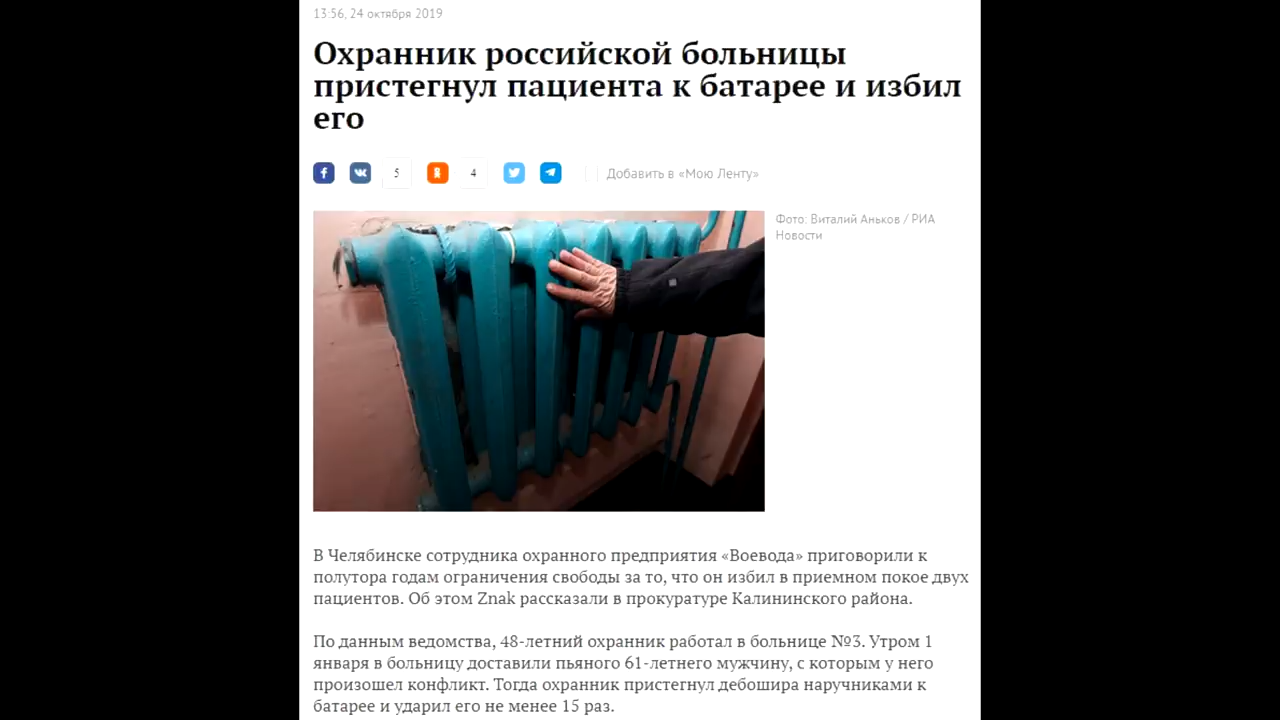 13:56, 24 октября 2019
Охранник российской больницы
пристегнул пациента к батарее и избил
его
5
4
Добавить в «Мою Ленту»
Фото: Виталий Аньков / РИА
Новости
В Челябинске сотрудника охранного предприятия «Воевода» приговорили к
полутора годам ограничения свободы за то, что он избил в приемном покое двух
пациентов. Об этом Znak рассказали в прокуратуре Калининского района.
По данным ведомства, 48-летний охранник работал в больнице №3. Утром 1
января в больницу доставили пьяного 61-летнего мужчину, с которым у него
произошел конфликт. Тогда охранник пристегнул дебошира наручниками к
батарее и ударил его не менее 15 раз.